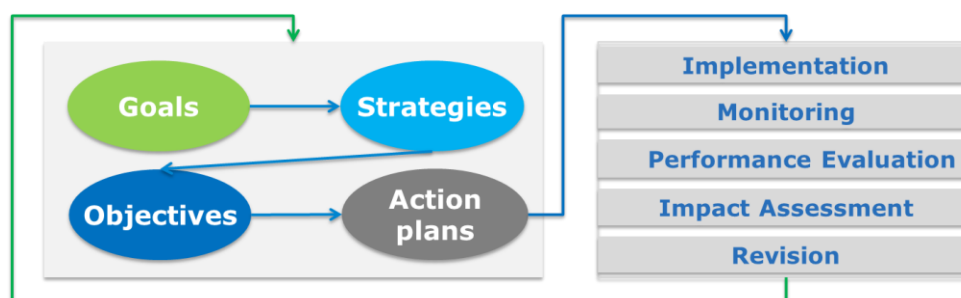 Goals
Strategies
Objectives
Action
plans
Implementation
Monitoring
Performance Evaluation
Impact Assessment
Revision